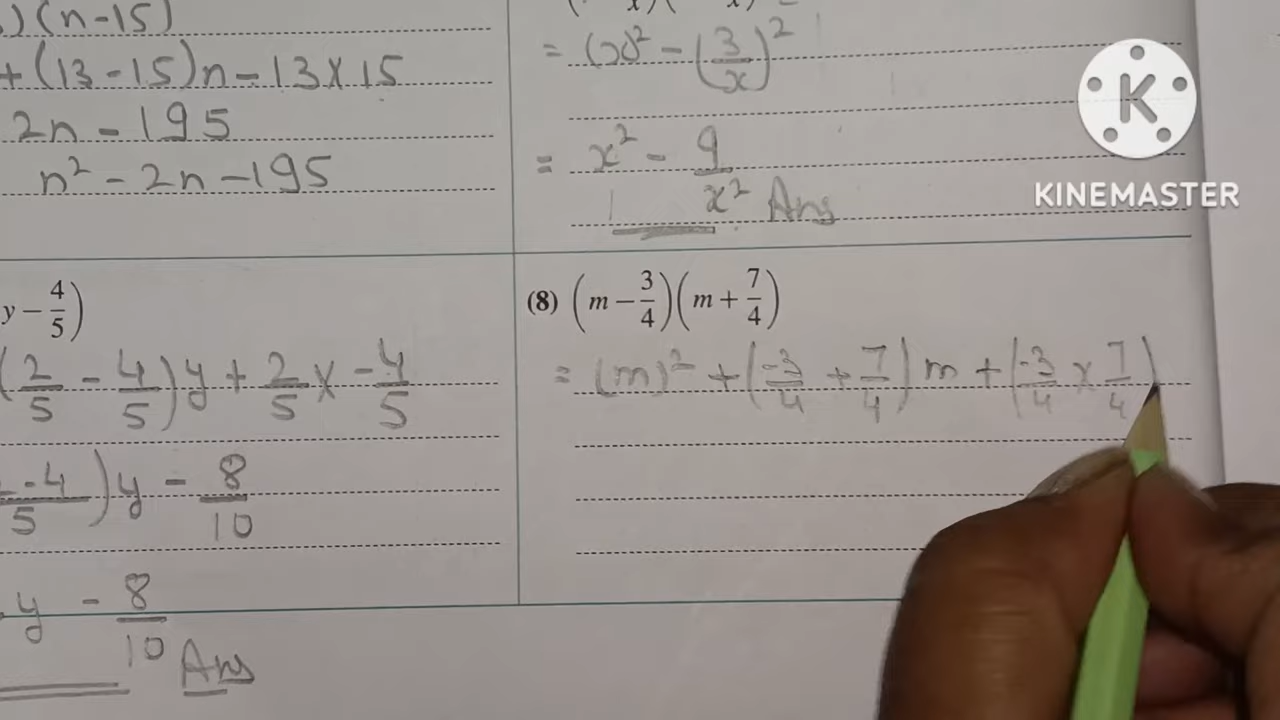 ) (n-15)
+ (13-15)n - 13×15
2n - 195
n² - 2n - 195
= (x)² - (3/x)²
= x² - 9/x² Ans
KINEMASTER
y - 4/5)
(2/5 - 4/5)y + 2/5 × -4/5
-4/5)y - 8/10
y - 8/10 Ans
(8) (m - 3/4)(m + 7/4)
= (m)² + (-3/4 + 7/4)m + (-3/4 × 7/4)